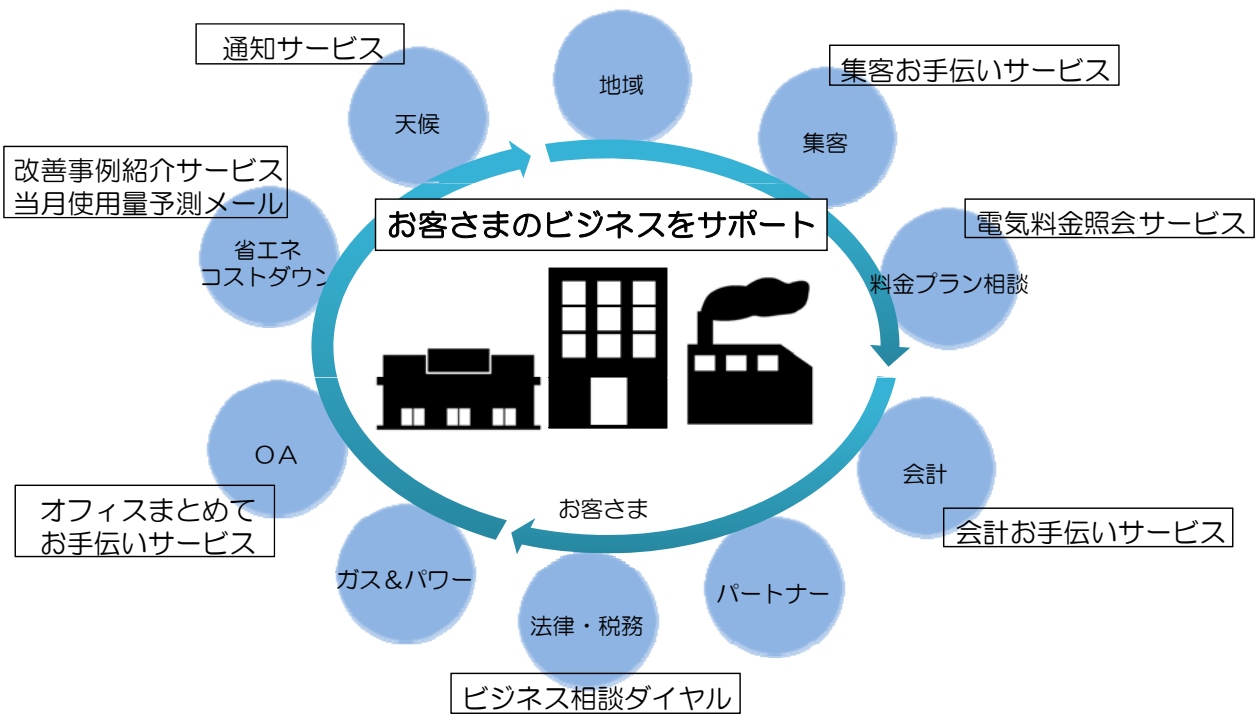 通知サービス
地域
集客お手伝いサービス
天候
集客
改善事例紹介サービス
当月使用量予測メール
お客さまのビジネスをサポート
電気料金照会サービス
省エネ
コストダウン
料金プラン相談
OA
会計
オフィスまとめて
お手伝いサービス
お客さま
会計お手伝いサービス
ガス&パワー
パートナー
法律・税務
ビジネス相談ダイヤル